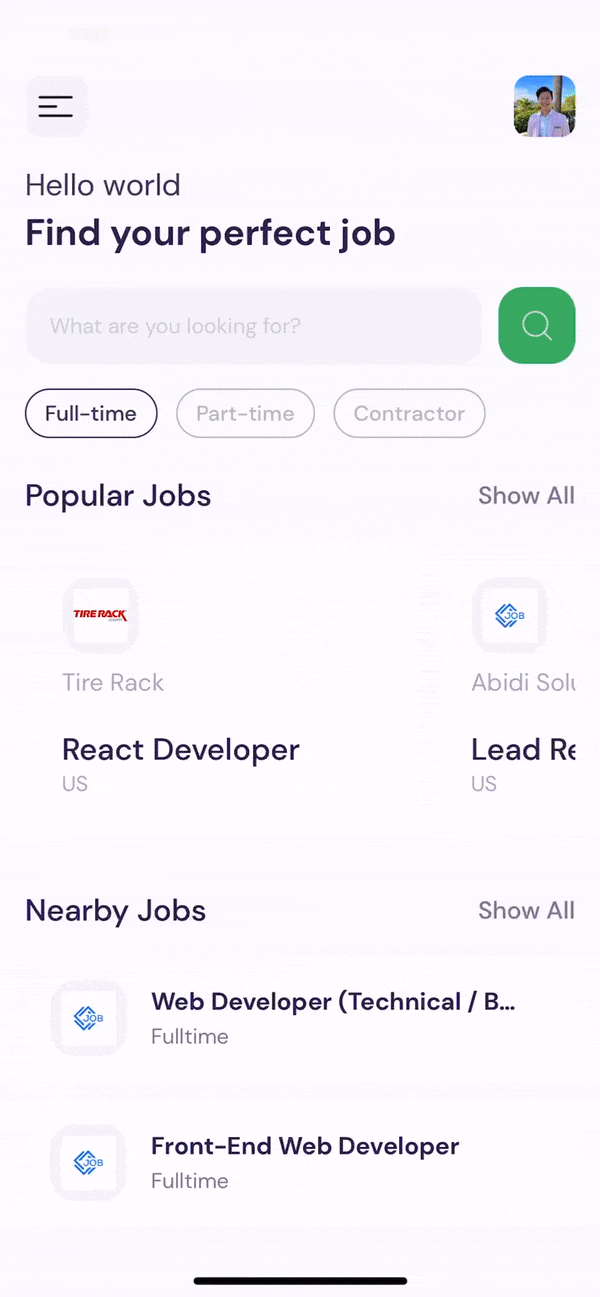 Hello world
Find your perfect job
What are you looking for?
Full-time Part-time Contractor
Popular Jobs Show All
TIRE RACK
JOB
Tire Rack Abidi Solu
React Developer Lead Re
US US
Nearby Jobs Show All
JOB
Web Developer (Technical / B...
Fulltime
JOB
Front-End Web Developer
Fulltime